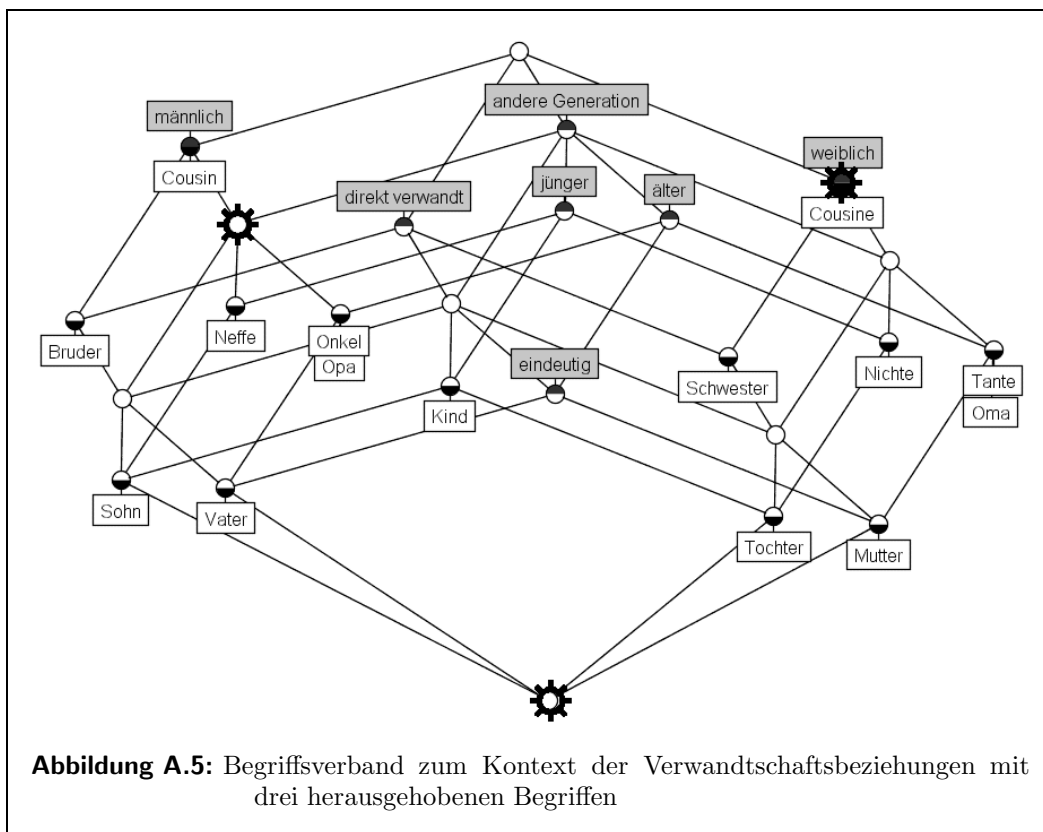 andere Generation
männlich
weiblich
Cousin
jünger
älter
direkt verwandt
Cousine
Bruder
Neffe
Onkel
Opa
eindeutig
Schwester
Nichte
Tante
Oma
Kind
Sohn
Vater
Tochter
Mutter
Abbildung A.5: Begriffsverband zum Kontext der Verwandtschaftsbeziehungen mit
drei herausgehobenen Begriffen